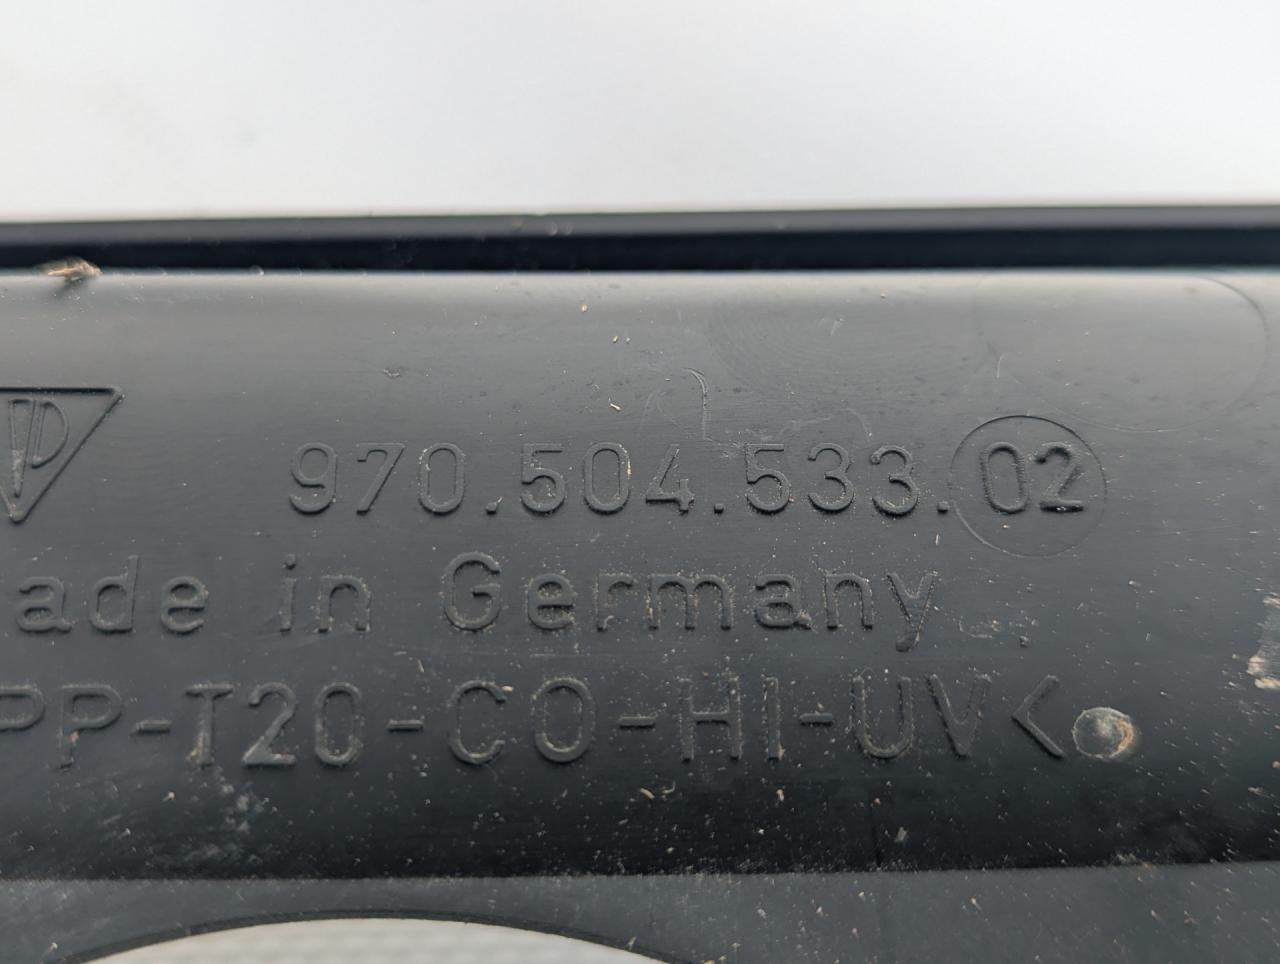 970.504.533.02
ade in Germany
PP-T20-CO-HI-UV<